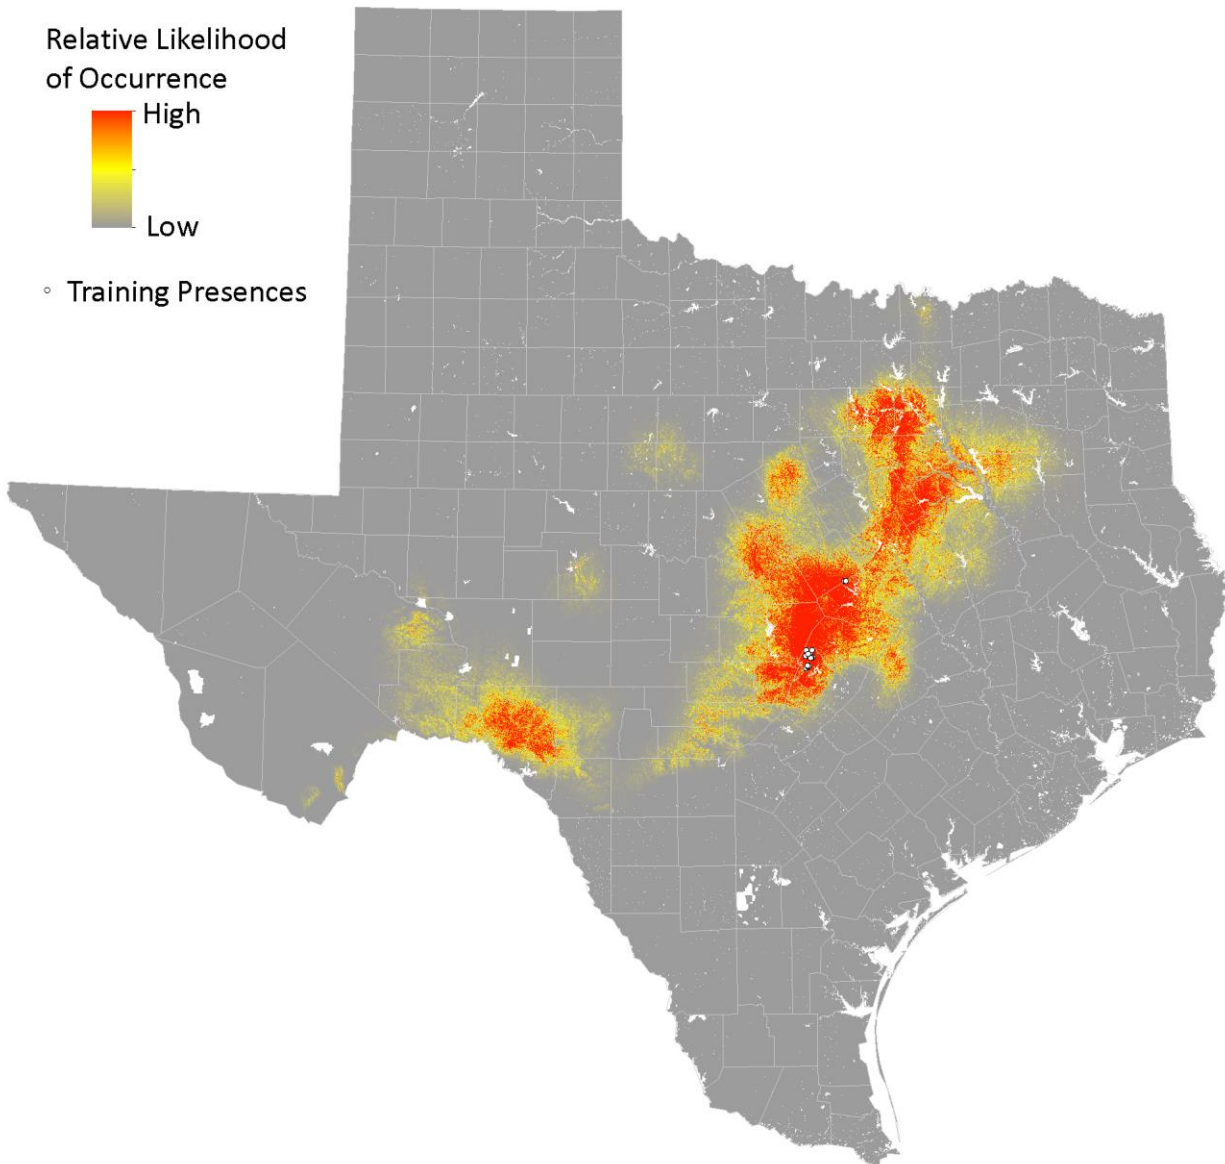 Relative Likelihood
of Occurrence
High
Low
Training Presences